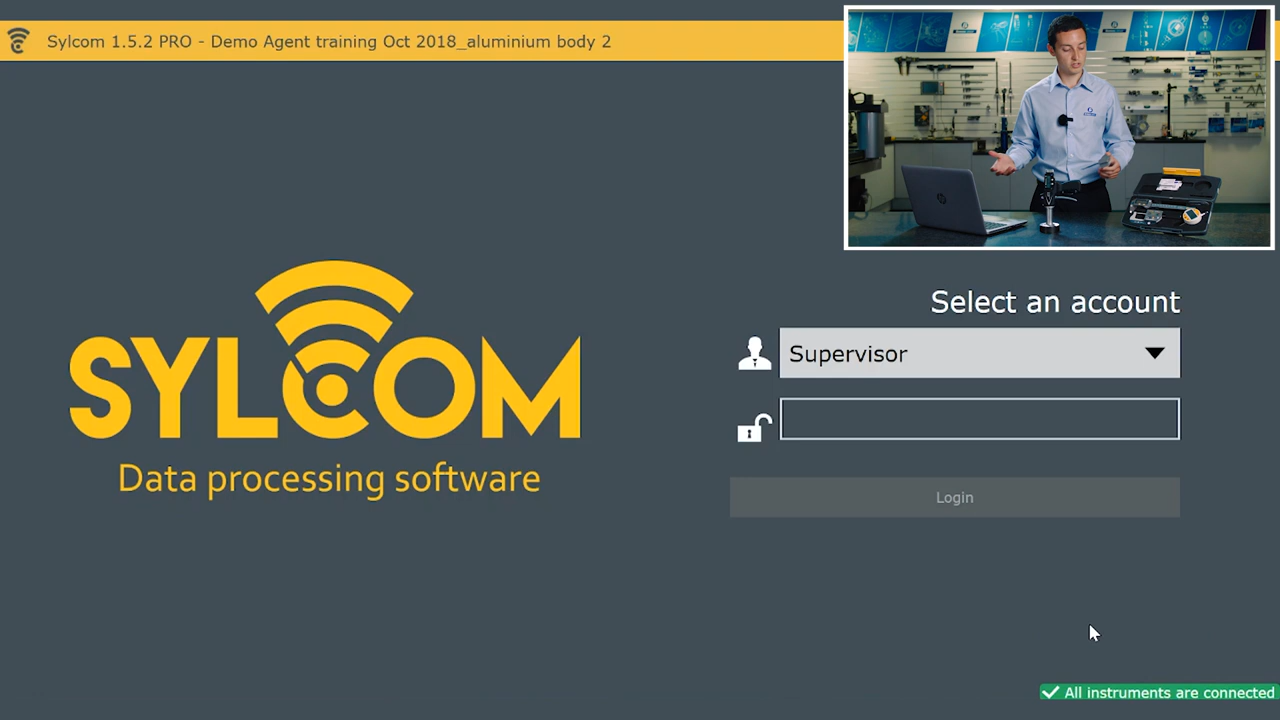 Sylcom 1.5.2 PRO - Demo Agent training Oct 2018_aluminium body 2
SYLCOM
Data processing software
Select an account
Supervisor
Login
All instruments are connected